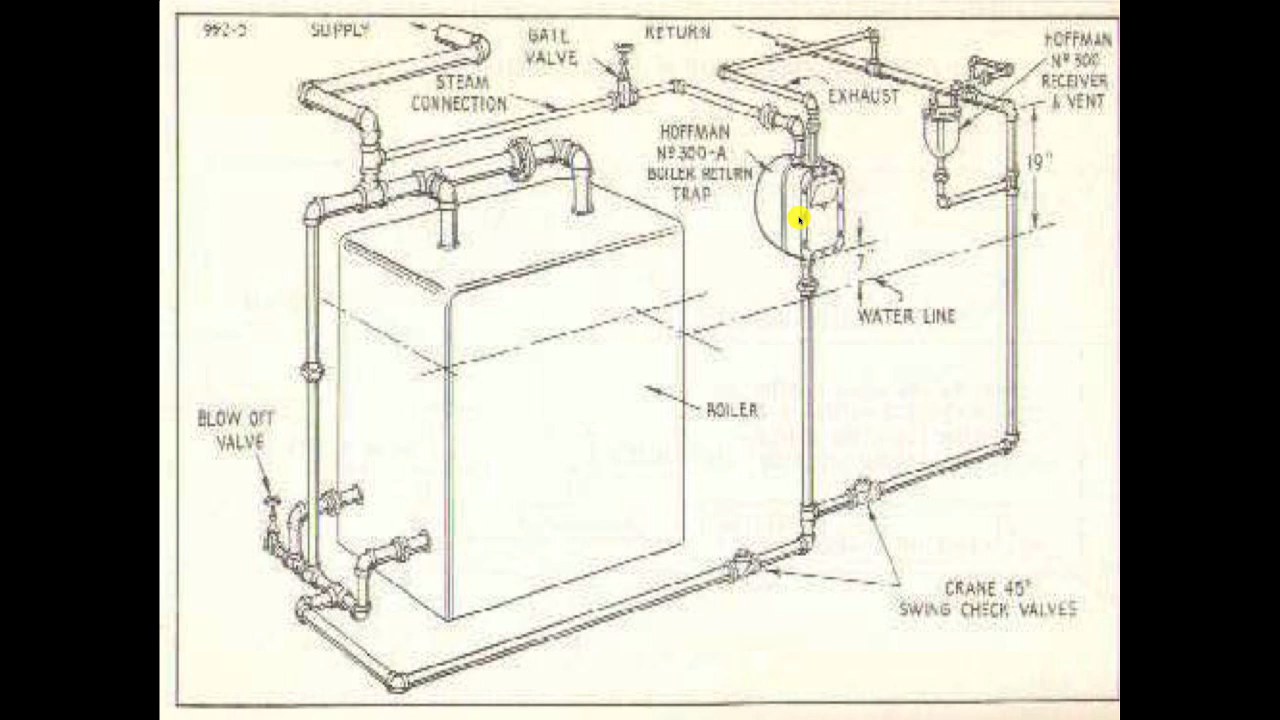 992-5
SUPPLY
GATE
VALVE
RETURN
HOFFMAN
Nº 300
RECEIVER
& VENT
STEAM
CONNECTION
EXHAUST
HOFFMAN
Nº 300-A
BOILER RETURN
TRAP
19"
7"
WATER LINE
BOILER
BLOW OFF
VALVE
CRANE 45°
SWING CHECK VALVES